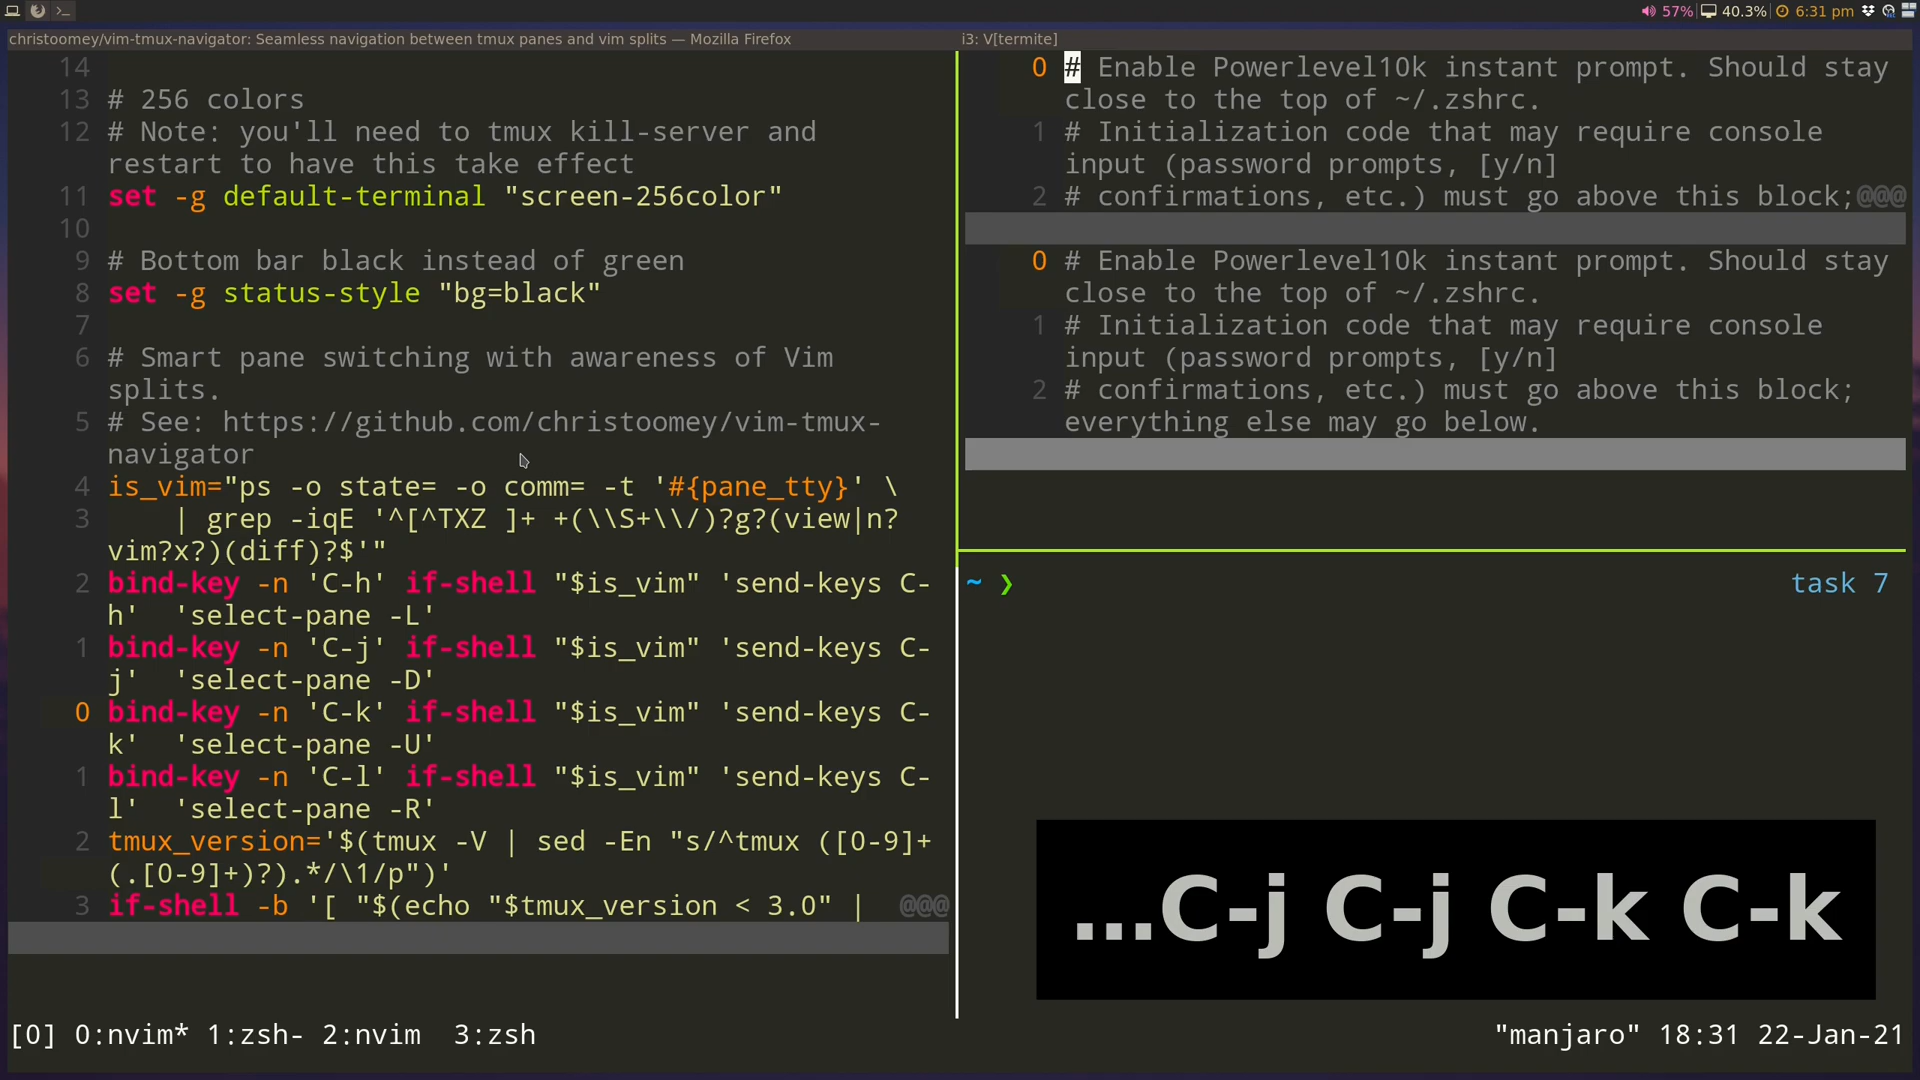 57% 40.3% 6:31 pm
christoomey/vim-tmux-navigator: Seamless navigation between tmux panes and vim splits — Mozilla Firefox
14
13 # 256 colors
12 # Note: you'll need to tmux kill-server and
restart to have this take effect
11 set -g default-terminal "screen-256color"
10
9 # Bottom bar black instead of green
8 set -g status-style "bg=black"
7
6 # Smart pane switching with awareness of Vim
splits.
5 # See: https://github.com/christoomey/vim-tmux-
navigator
4 is_vim="ps -o state= -o comm= -t '#{pane_tty}' \
3     | grep -iqE '^[^TXZ ]+ +(\\S+\\/)?g?(view|n?
vim?x?)(diff)?$'"
2 bind-key -n 'C-h' if-shell "$is_vim" 'send-keys C-
h'  'select-pane -L'
1 bind-key -n 'C-j' if-shell "$is_vim" 'send-keys C-
j'  'select-pane -D'
0 bind-key -n 'C-k' if-shell "$is_vim" 'send-keys C-
k'  'select-pane -U'
1 bind-key -n 'C-l' if-shell "$is_vim" 'send-keys C-
l'  'select-pane -R'
2 tmux_version='$(tmux -V | sed -En "s/^tmux ([0-9]+
(.[0-9]+)?).*/\1/p")'
3 if-shell -b '[ "$(echo "$tmux_version < 3.0" |  @@@
i3: V[termite]
0 # Enable Powerlevel10k instant prompt. Should stay
close to the top of ~/.zshrc.
1 # Initialization code that may require console
input (password prompts, [y/n]
2 # confirmations, etc.) must go above this block;@@@
0 # Enable Powerlevel10k instant prompt. Should stay
close to the top of ~/.zshrc.
1 # Initialization code that may require console
input (password prompts, [y/n]
2 # confirmations, etc.) must go above this block;
everything else may go below.
~ ❯ task 7
...C-j C-j C-k C-k
[0] 0:nvim* 1:zsh- 2:nvim  3:zsh
"manjaro" 18:31 22-Jan-21